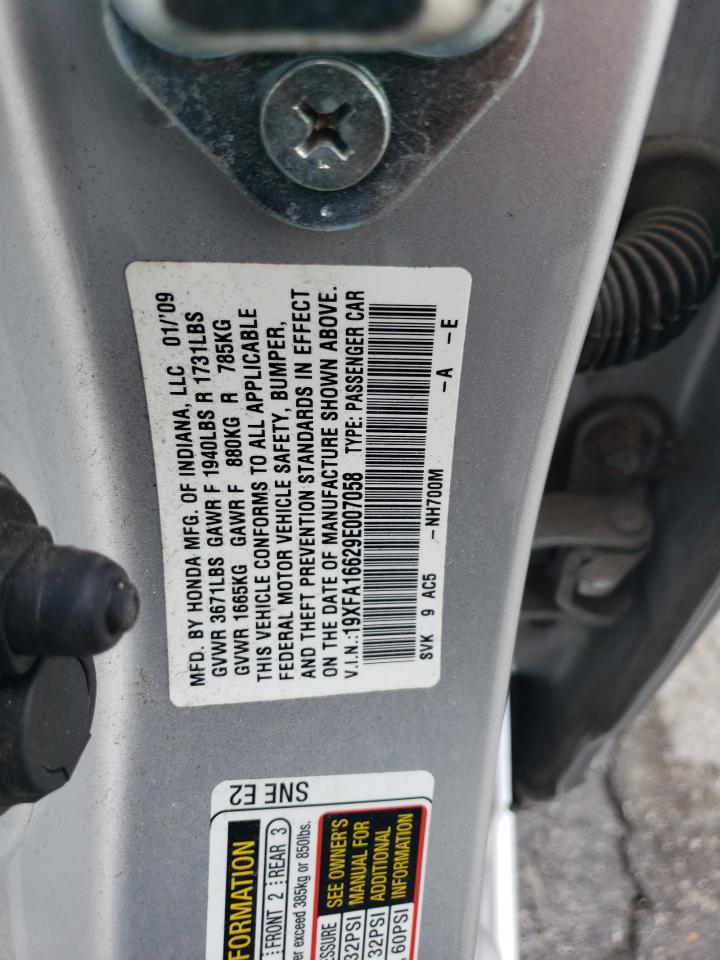 MFD. BY HONDA MFG. OF INDIANA, LLC 01/'09
GVWR 3671LBS GAWR F 1940LBS R 1731LBS
GVWR 1665KG GAWR F 880KG R 785KG
THIS VEHICLE CONFORMS TO ALL APPLICABLE
FEDERAL MOTOR VEHICLE SAFETY, BUMPER,
AND THEFT PREVENTION STANDARDS IN EFFECT
ON THE DATE OF MANUFACTURE SHOWN ABOVE.
V.I.N.:19XFA16629E007058 TYPE: PASSENGER CAR
SVK 9 AC5 -NH700M -A -E
SNE E2
FORMATION
FRONT 2 REAR 3
er exceed 385kg or 850lbs.
SEE OWNER'S
MANUAL FOR
ADDITIONAL
INFORMATION
ESSURE
32PSI
32PSI
, 60PSI